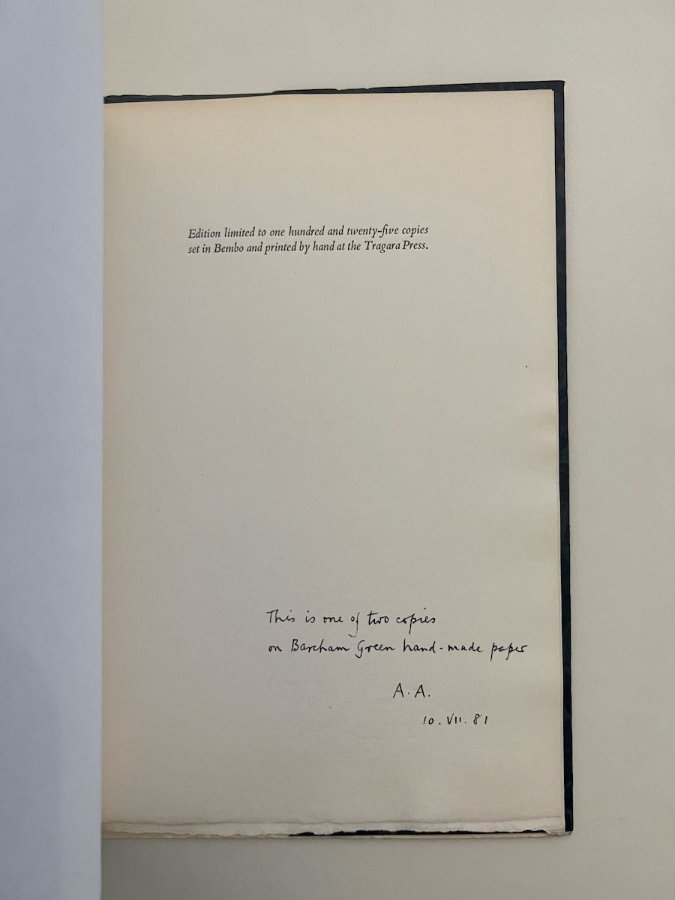 Edition limited to one hundred and twenty-five copies
set in Bembo and printed by hand at the Tragara Press.
This is one of two copies
on Barcham Green hand-made paper
A. A.
10. VII. 81